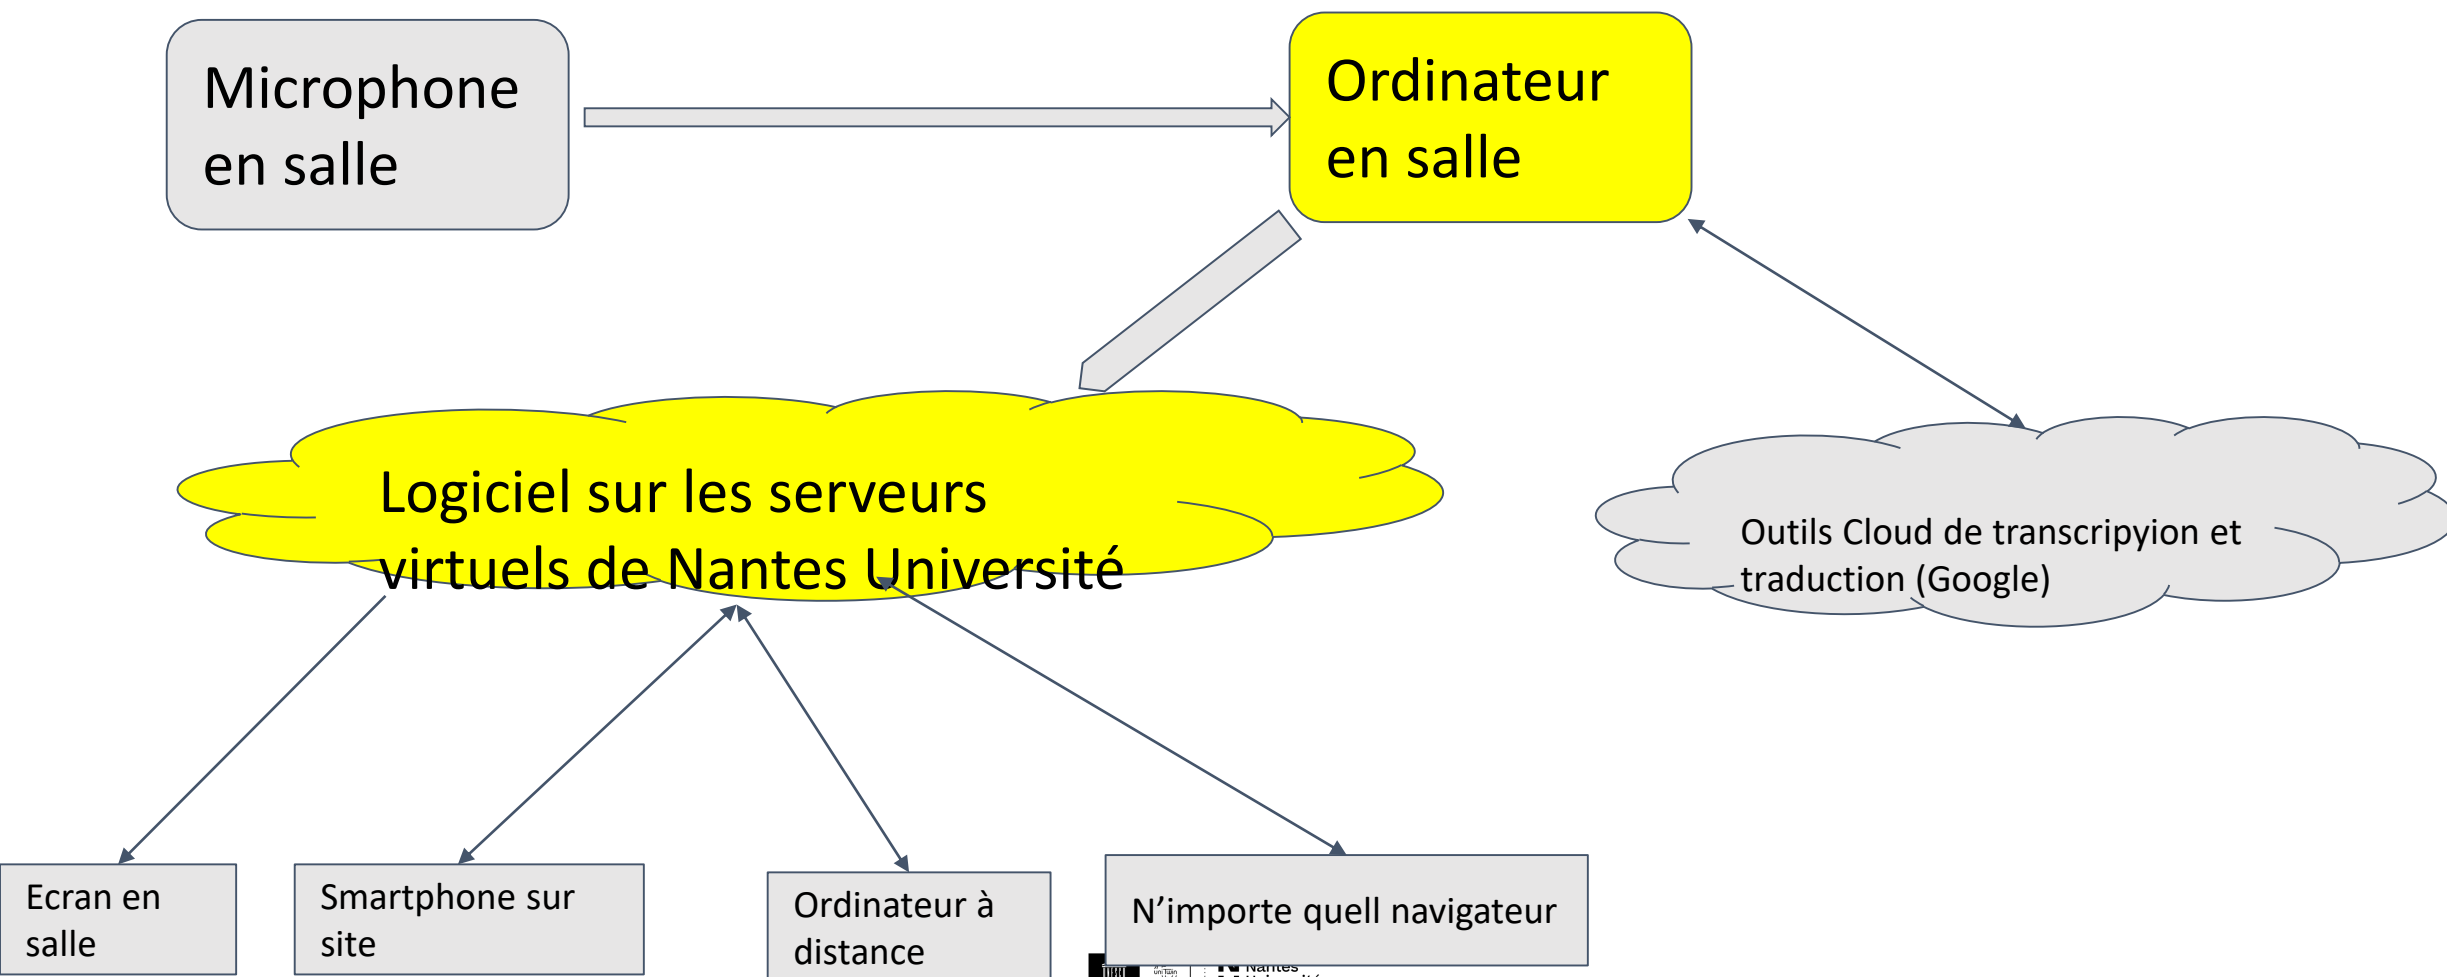 Microphone
en salle
Ordinateur
en salle
Logiciel sur les serveurs
virtuels de Nantes Université
Outils Cloud de transcripyion et
traduction (Google)
Ecran en
salle
Smartphone sur
site
Ordinateur à
distance
N’importe quell navigateur
Nantes